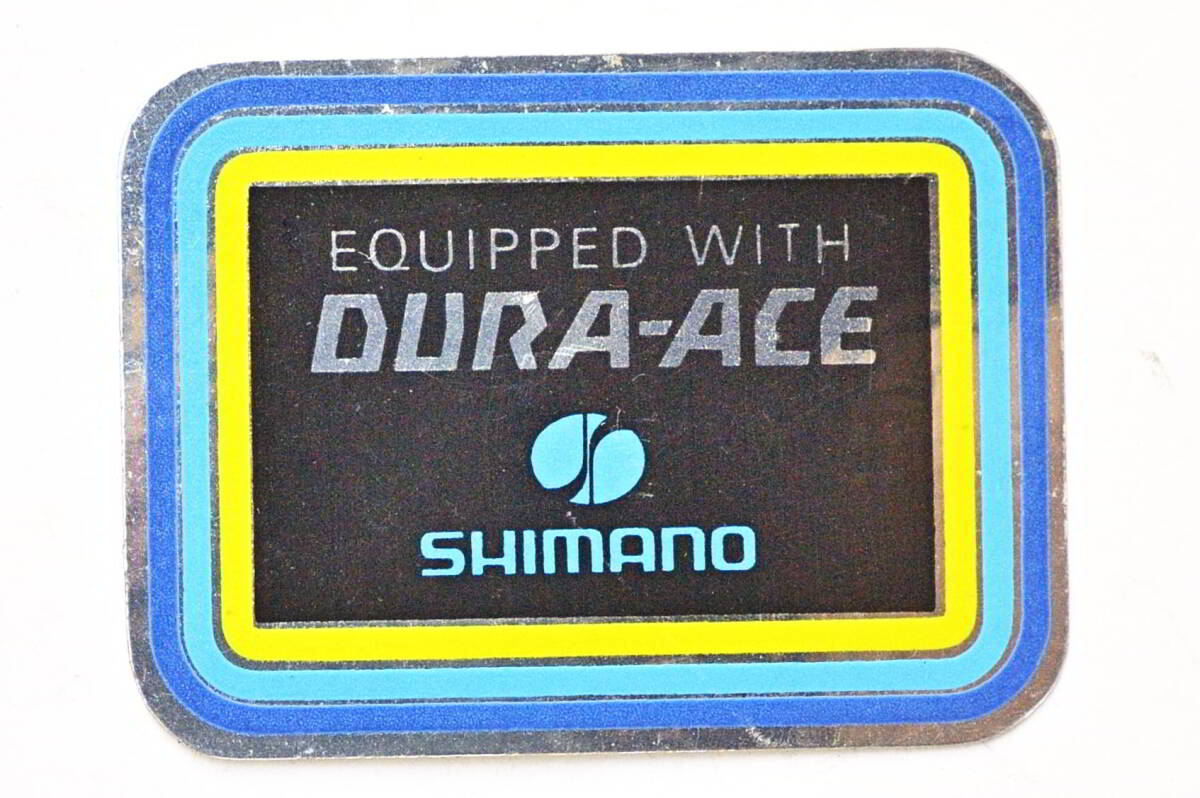 EQUIPPED WITH
DURA-ACE
SHIMANO